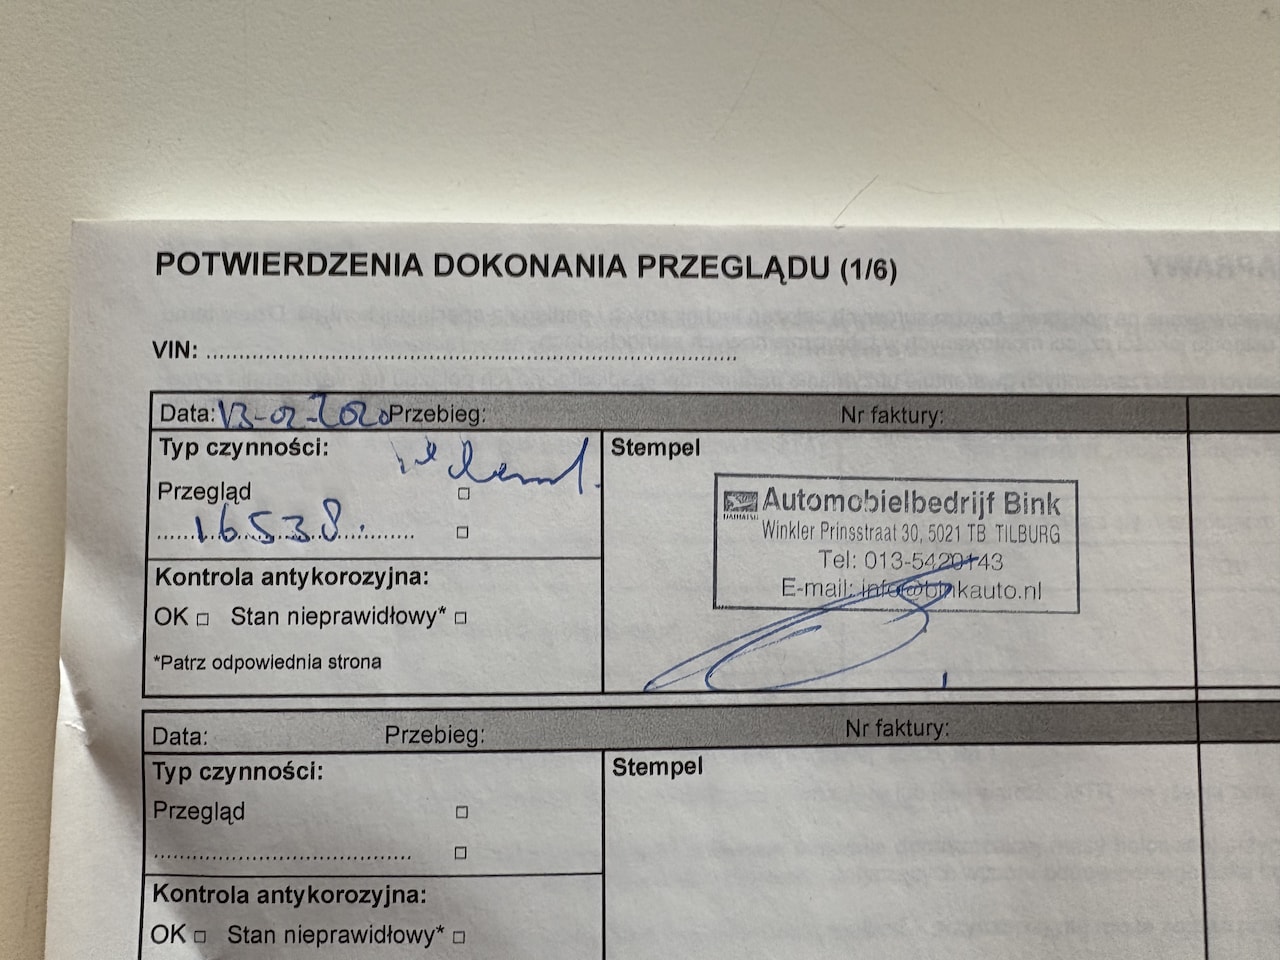 POTWIERDZENIA DOKONANIA PRZEGLĄDU (1/6)
VIN:
Data: 13-02-2020 Przebieg: Nr faktury:
Typ czynności:
Stempel
Przegląd
16538
Automobielbedrijf Bink
Winkler Prinsstraat 30, 5021 TB TILBURG
Tel: 013-5420143
E-mail: info@binkauto.nl
Kontrola antykorozyjna:
OK Stan nieprawidłowy*
*Patrz odpowiednia strona
Data: Przebieg: Nr faktury:
Typ czynności:
Stempel
Przegląd
Kontrola antykorozyjna:
OK Stan nieprawidłowy*